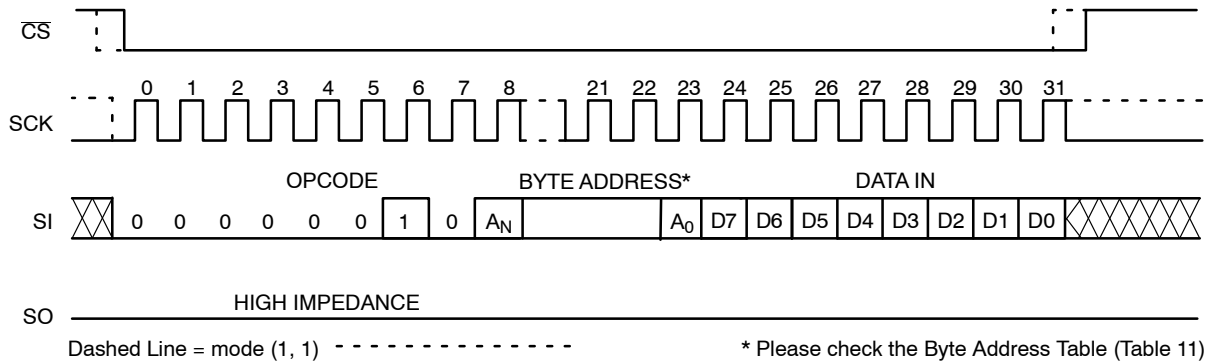 CS
0 1 2 3 4 5 6 7 8 21 22 23 24 25 26 27 28 29 30 31
SCK
OPCODE BYTE ADDRESS* DATA IN
SI 0 0 0 0 0 0 1 0 AN A0 D7 D6 D5 D4 D3 D2 D1 D0
HIGH IMPEDANCE
SO
Dashed Line = mode (1, 1) * Please check the Byte Address Table (Table 11)